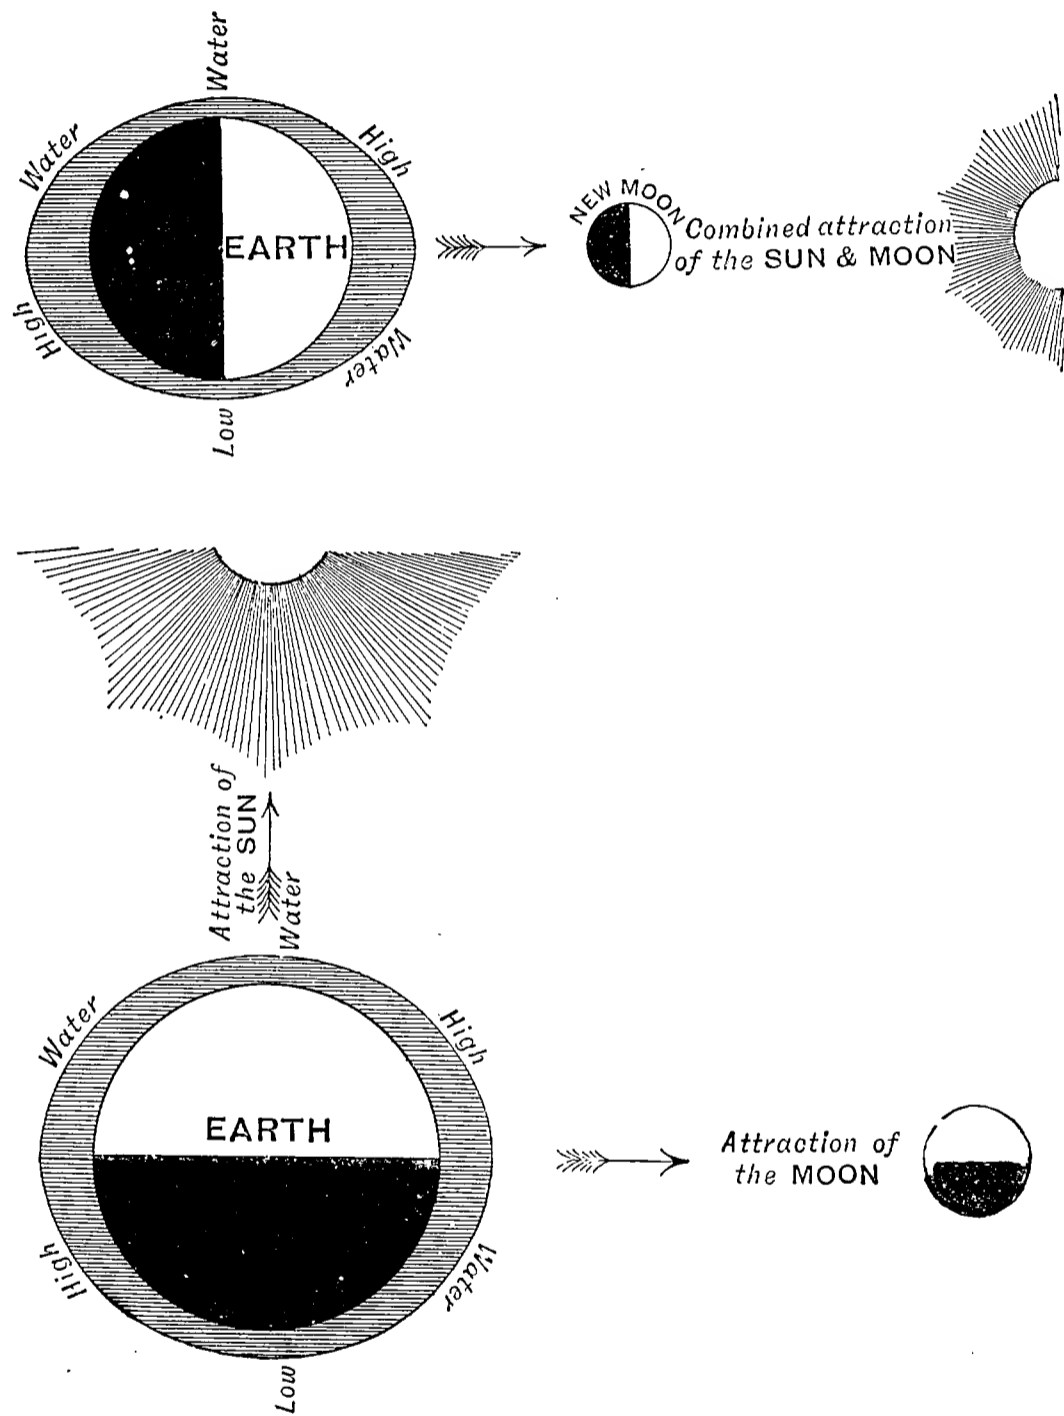 Water
Water
High
NEW MOON
EARTH
Combined attraction
of the SUN & MOON
High
Water
Low
Attraction of
the SUN
Water
Water
High
EARTH
Attraction of
the MOON
High
Water
Low